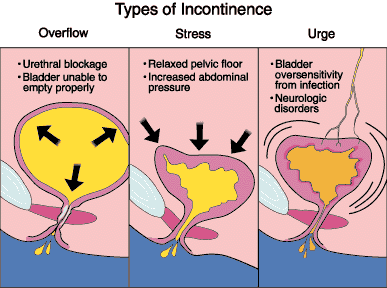 Types of Incontinence
Overflow
• Urethral blockage
• Bladder unable to
empty properly
Stress
• Relaxed pelvic floor
• Increased abdominal
pressure
Urge
• Bladder
oversensitivity
from infection
• Neurologic
disorders